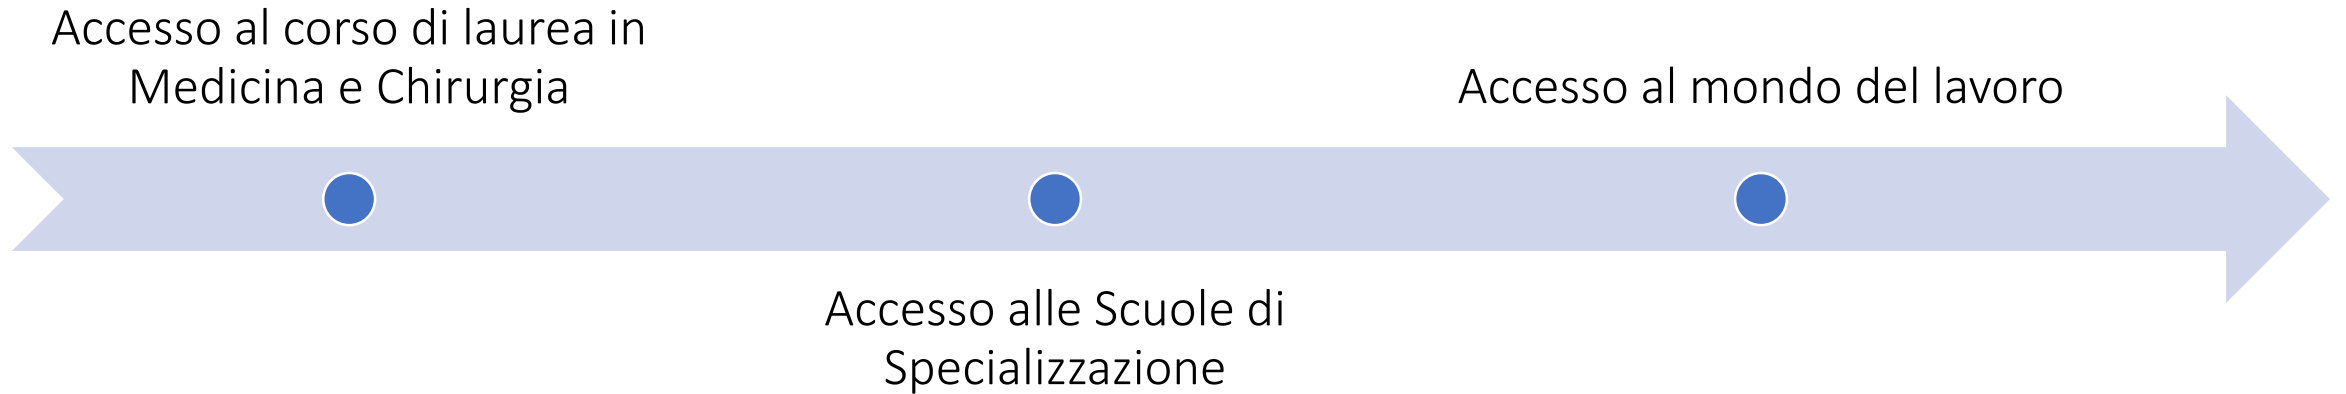 Accesso al corso di laurea in
Medicina e Chirurgia
Accesso alle Scuole di
Specializzazione
Accesso al mondo del lavoro